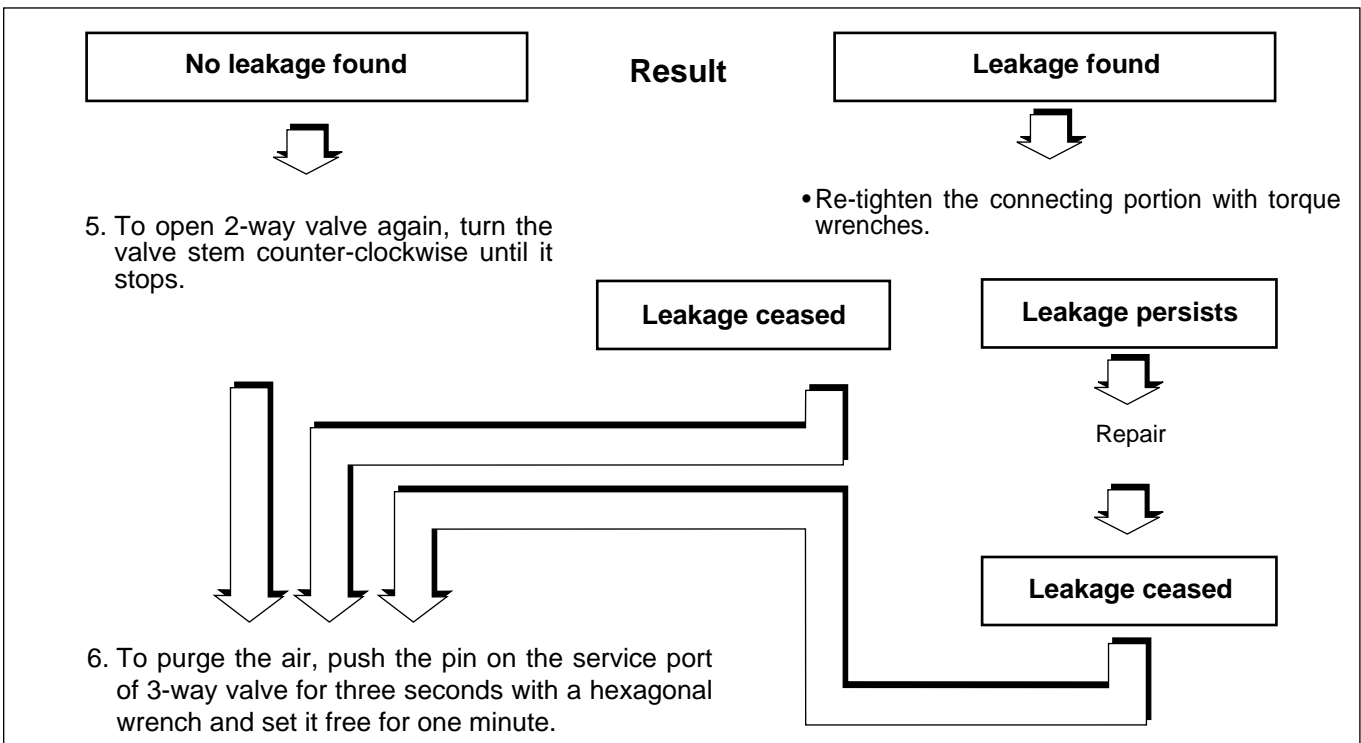 No leakage found
Result
Leakage found
5. To open 2-way valve again, turn the
valve stem counter-clockwise until it
stops.
•Re-tighten the connecting portion with torque
wrenches.
Leakage ceased
Leakage persists
Repair
Leakage ceased
6. To purge the air, push the pin on the service port
of 3-way valve for three seconds with a hexagonal
wrench and set it free for one minute.